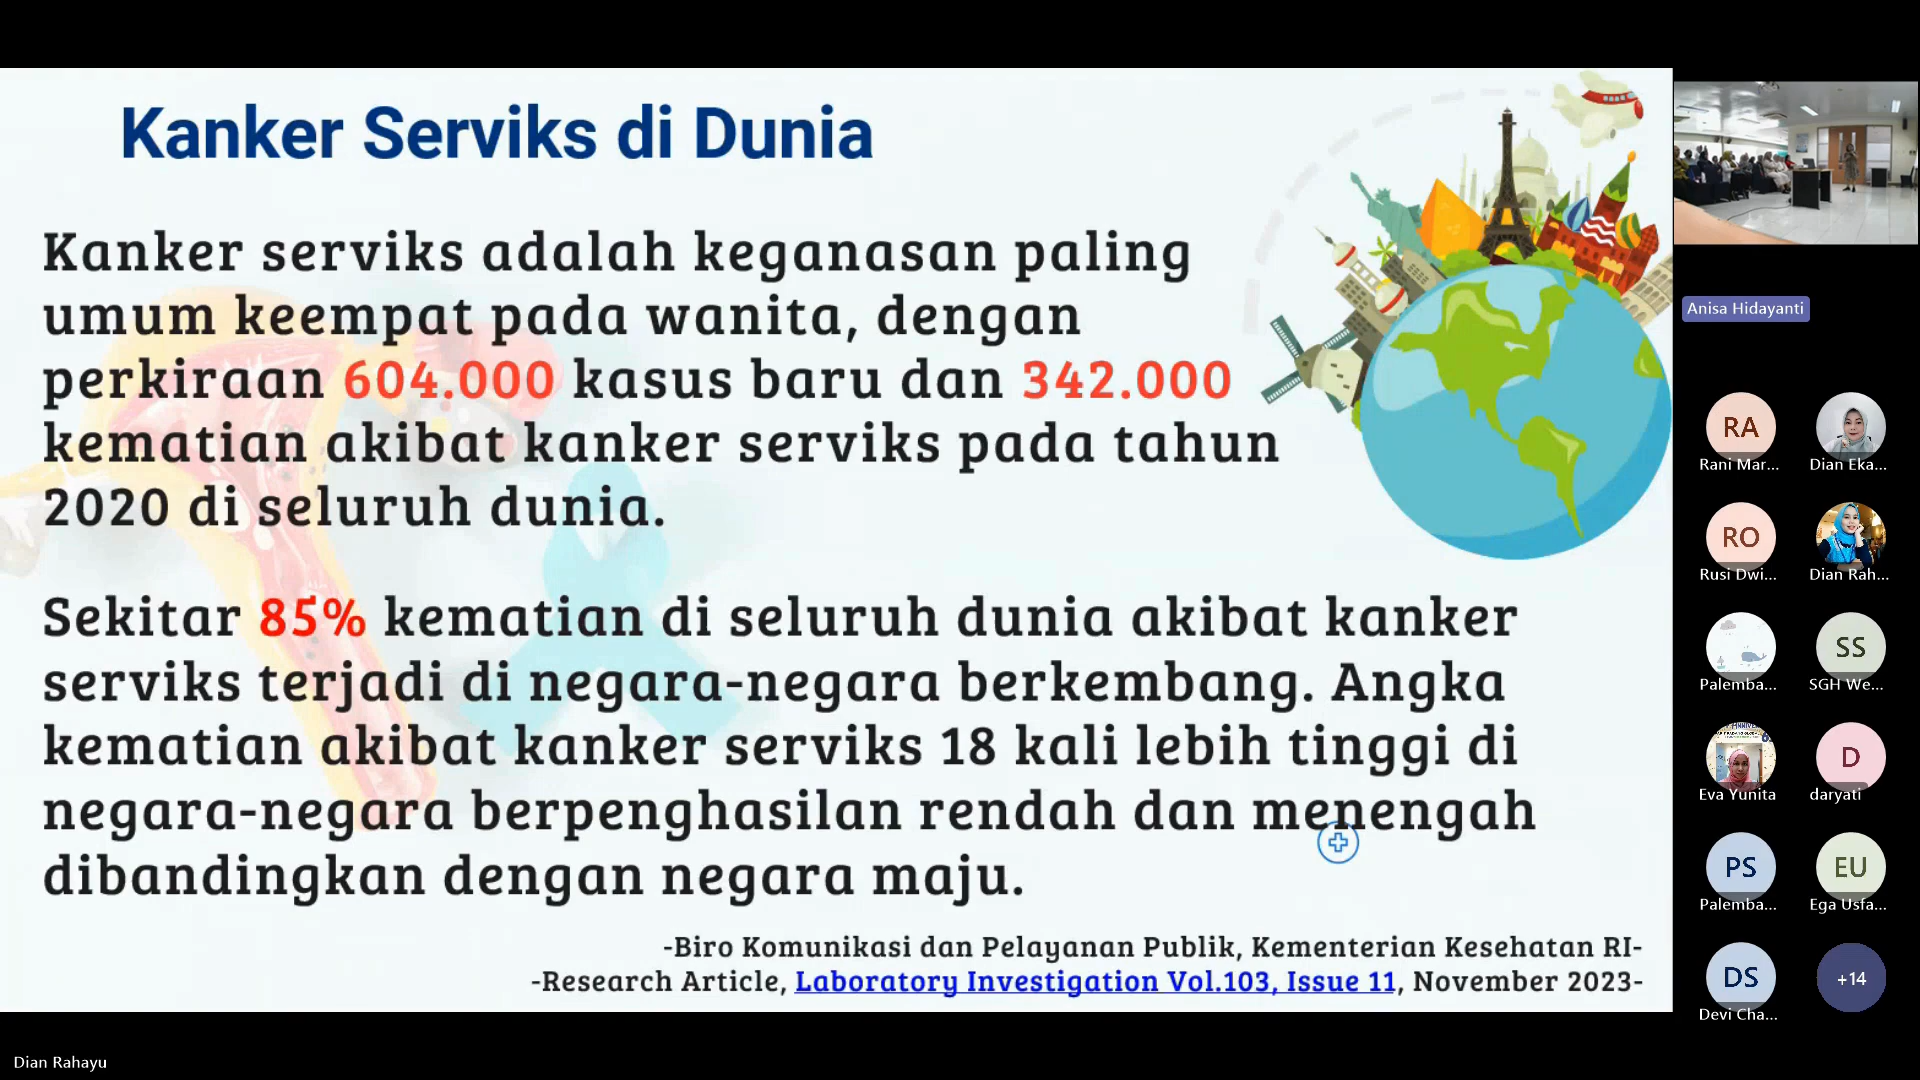 Kanker Serviks di Dunia
Kanker serviks adalah keganasan paling
umum keempat pada wanita, dengan
perkiraan 604.000 kasus baru dan 342.000
kematian akibat kanker serviks pada tahun
2020 di seluruh dunia.
Sekitar 85% kematian di seluruh dunia akibat kanker
serviks terjadi di negara-negara berkembang. Angka
kematian akibat kanker serviks 18 kali lebih tinggi di
negara-negara berpenghasilan rendah dan menengah
dibandingkan dengan negara maju.
-Biro Komunikasi dan Pelayanan Publik, Kementerian Kesehatan RI-
-Research Article, Laboratory Investigation Vol.103, Issue 11, November 2023-
Dian Rahayu
Anisa Hidayanti
RA
Rani Mar...
Dian Eka...
RO
Rusi Dwi...
Dian Rah...
Palemba...
SS
SGH We...
Eva Yunita
D
daryati
PS
Palemba...
EU
Ega Usfa...
DS
Devi Cha...
+14